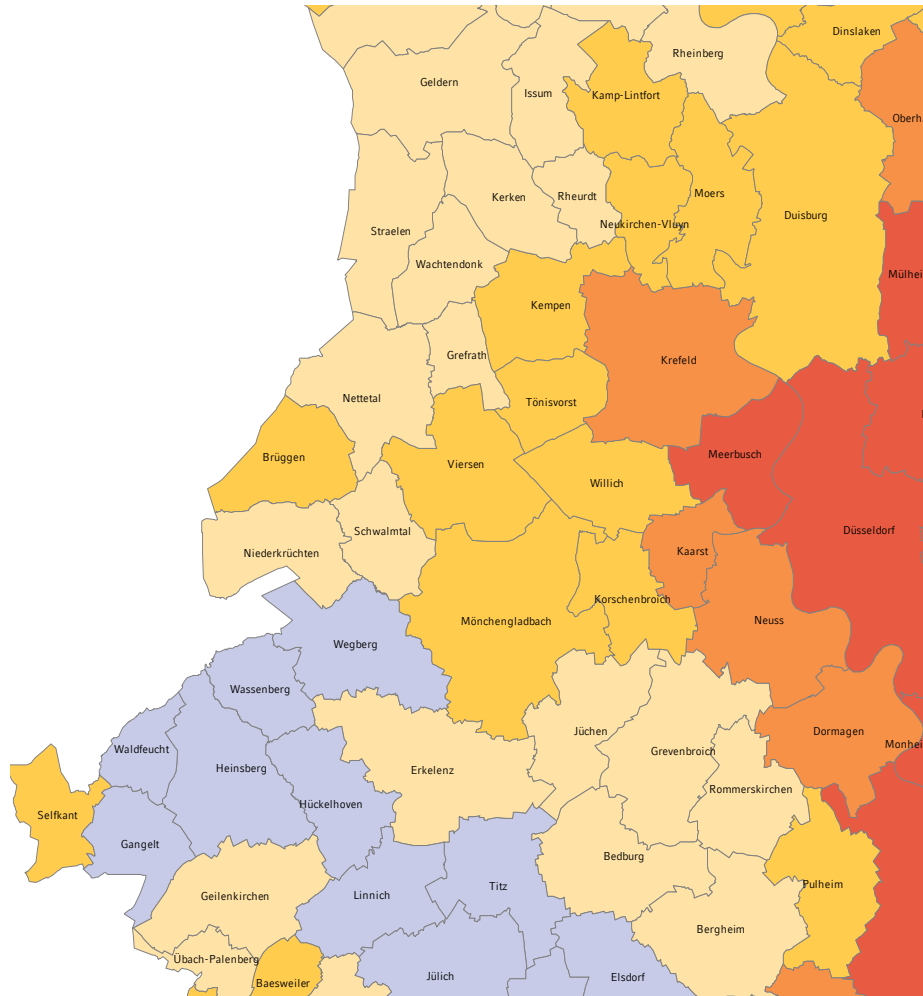 Dinslaken
Rheinberg
Geldern
Issum
Kamp-Lintfort
Oberh
Kerken
Rheurdt
Moers
Duisburg
Neukirchen-Vluyn
Straelen
Wachtendonk
Mülhei
Kempen
Grefrath
Krefeld
Nettetal
Tönisvorst
Brüggen
Viersen
Meerbusch
Willich
Schwalmtal
Düsseldorf
Niederkrüchten
Kaarst
Korschenbroich
Mönchengladbach
Neuss
Wegberg
Wassenberg
Jüchen
Dormagen
Waldfeucht
Grevenbroich
Monhei
Heinsberg
Erkelenz
Rommerskirchen
Hückelhoven
Selfkant
Gangelt
Bedburg
Titz
Pulheim
Geilenkirchen
Linnich
Bergheim
Übach-Palenberg
Jülich
Elsdorf
Baesweiler